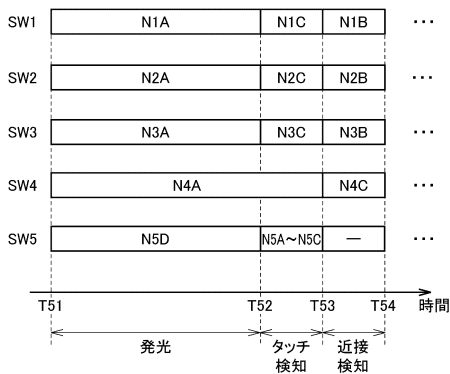 SW1 N1A N1C N1B ···
SW2 N2A N2C N2B ···
SW3 N3A N3C N3B ···
SW4 N4A N4C ···
SW5 N5D N5A～N5C — ···
T51 T52 T53 T54 時間
発光 タッチ検知 近接検知